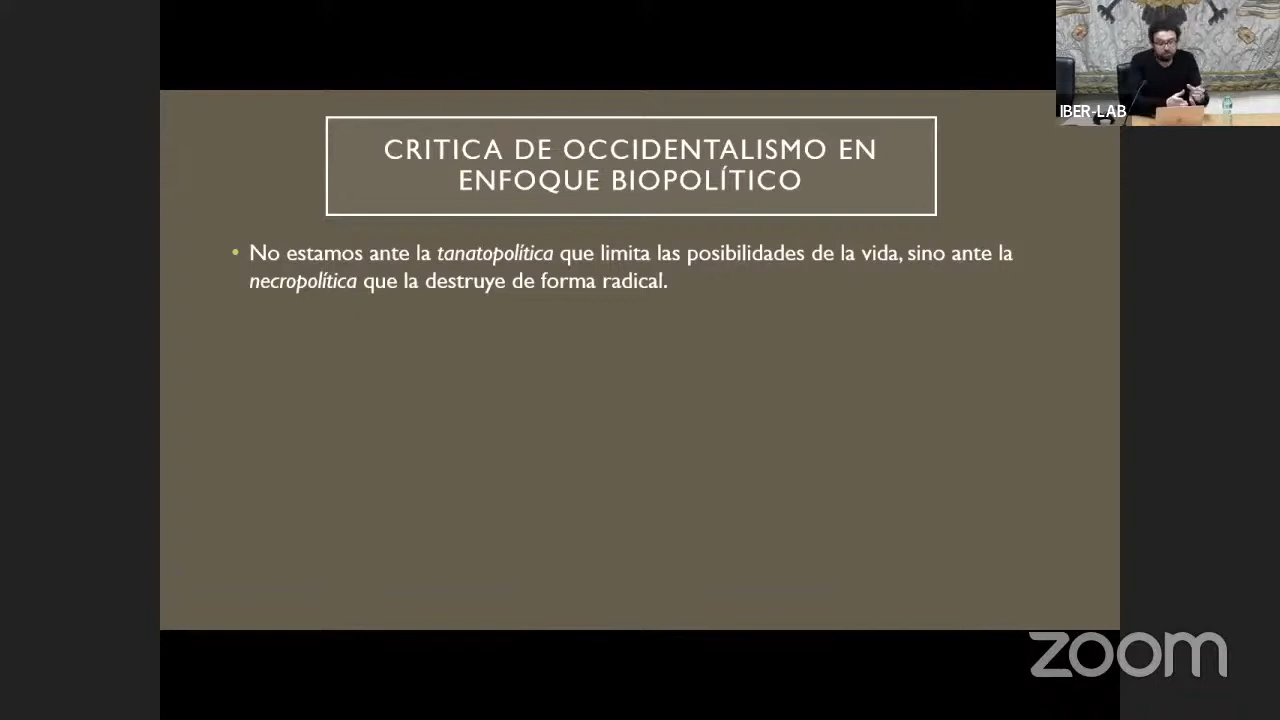 IBER-LAB
CRITICA DE OCCIDENTALISMO EN
ENFOQUE BIOPOLÍTICO
• No estamos ante la tanatopolítica que limita las posibilidades de la vida, sino ante la
necropolítica que la destruye de forma radical.
zoom